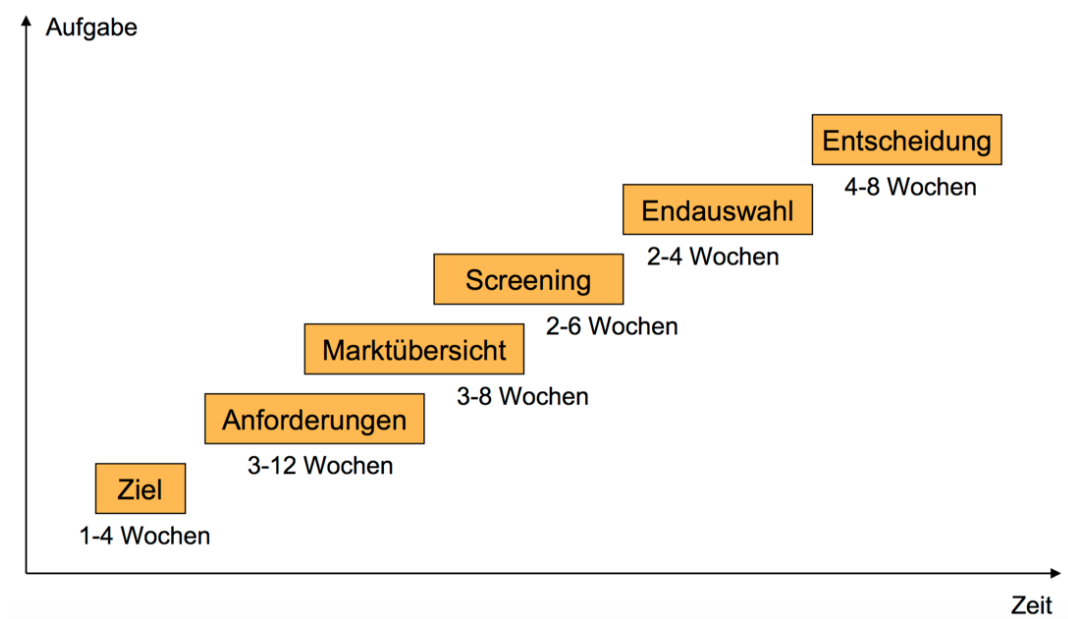 Aufgabe
Entscheidung
4-8 Wochen
Endauswahl
2-4 Wochen
Screening
2-6 Wochen
Marktübersicht
3-8 Wochen
Anforderungen
3-12 Wochen
Ziel
1-4 Wochen
Zeit